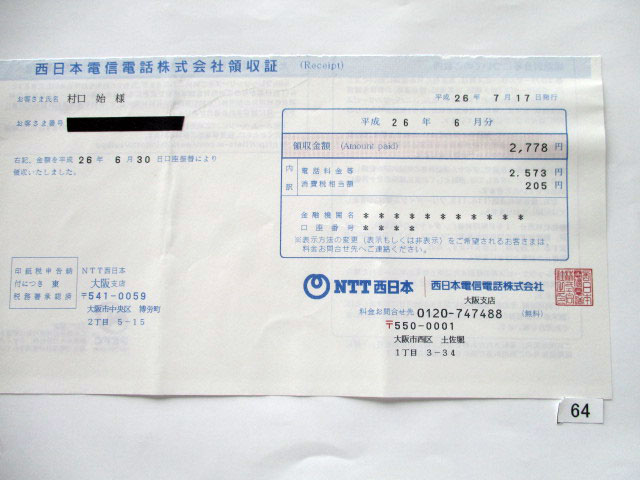 西日本電信電話株式会社領収証 (Receipt)
お客さま氏名 村口 始 様
お客さま番号
平成 26 年 7 月 17 日発行
右記、金額を平成 26 年 6 月 30 日口座振替により
領収いたしました。
平成 26 年 6 月分
領収金額 (Amount paid) 2,778 円
内訳
電話料金等 2,573 円
消費税相当額 205 円
金融機関名 * * * * * * * * * * *
口座番号 * * * *
※表示方法の変更(表示もしくは非表示)をご希望されるお客さまは、
料金お問合せ先へご連絡ください。
印紙税申告納
付につき 東
税務署承認済
NTT西日本
大阪支店
〒541-0059
大阪市中央区 博労町
2丁目 5-15
NTT西日本 西日本電信電話株式会社
大阪支店
料金お問合せ先 0120-747488 (無料)
〒550-0001
大阪市西区 土佐堀
1丁目 3-34
64